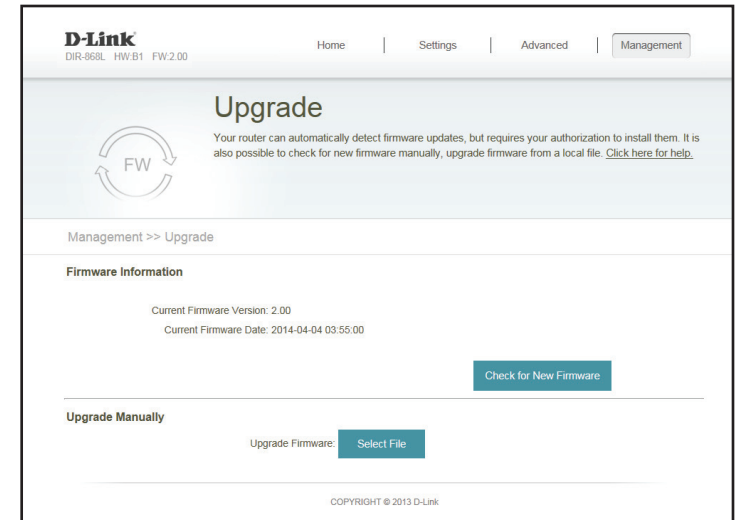 D-Link
DIR-868L HW:B1 FW:2.00
Home
Settings
Advanced
Management
Upgrade
Your router can automatically detect firmware updates, but requires your authorization to install them. It is
also possible to check for new firmware manually, upgrade firmware from a local file. Click here for help.
FW
Management >> Upgrade
Firmware Information
Current Firmware Version: 2.00
Current Firmware Date: 2014-04-04 03:55:00
Check for New Firmware
Upgrade Manually
Upgrade Firmware: Select File
COPYRIGHT © 2013 D-Link